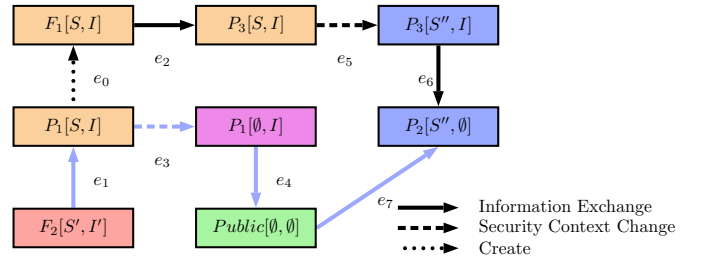 F₁[S, I] P₃[S, I] P₃[S'', I]
e₂ e₅
e₀ e₆
P₁[S, I] P₁[∅, I] P₂[S'', ∅]
e₃
e₁ e₄
e₇
F₂[S', I'] Public[∅, ∅]
Information Exchange
Security Context Change
Create